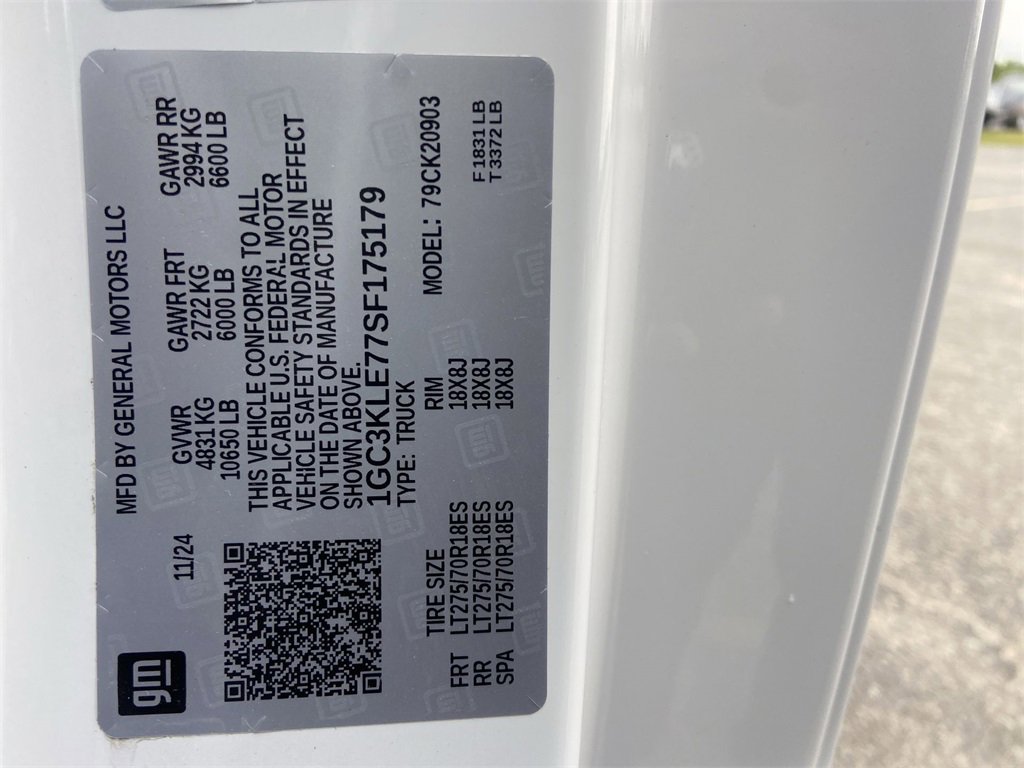 gm
MFD BY GENERAL MOTORS LLC
11/24
GVWR GAWR FRT GAWR RR
4831 KG 2722 KG 2994 KG
10650 LB 6000 LB 6600 LB
THIS VEHICLE CONFORMS TO ALL
APPLICABLE U.S. FEDERAL MOTOR
VEHICLE SAFETY STANDARDS IN EFFECT
ON THE DATE OF MANUFACTURE
SHOWN ABOVE.
1GC3KLE77SF175179
TYPE: TRUCK MODEL: 79CK20903
TIRE SIZE RIM
FRT LT275/70R18ES 18X8J F1831 LB
RR LT275/70R18ES 18X8J T3372 LB
SPA LT275/70R18ES 18X8J